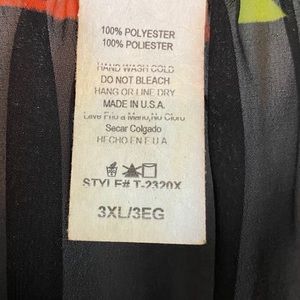 100% POLYESTER
100% POLIESTER
HAND WASH COLD
DO NOT BLEACH
HANG OR LINE DRY
MADE IN U.S.A.
Lave Frio a Mano,No Cloro
Secar Colgado
HECHO EN E U A
STYLE# T-2320X
3XL/3EG